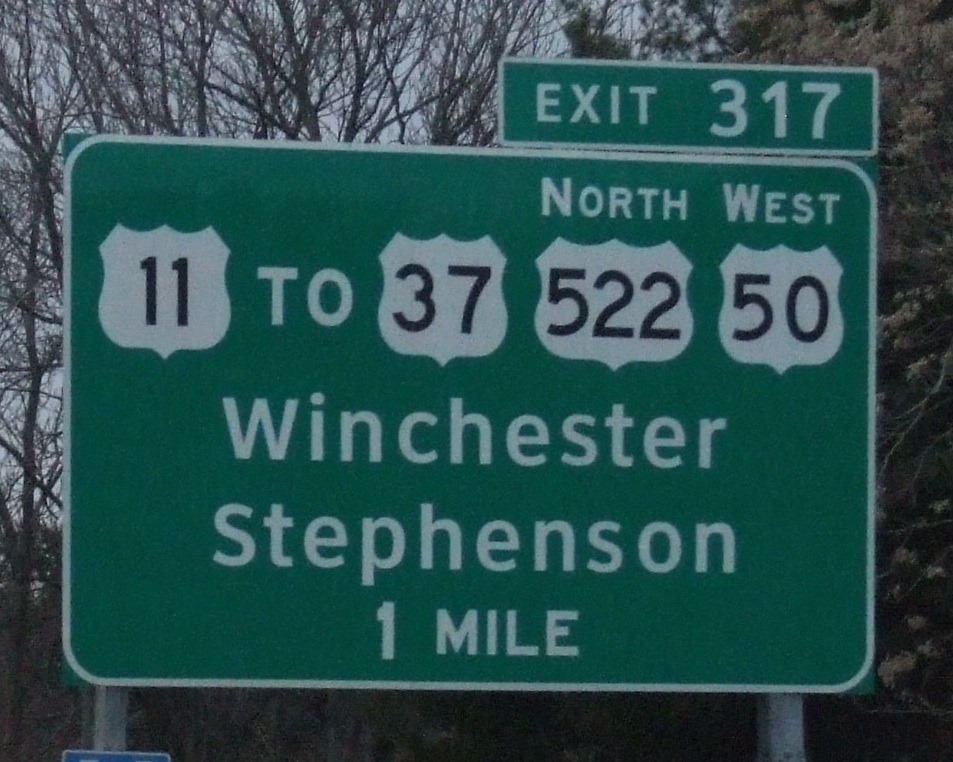 EXIT 317
NORTH WEST
11 TO 37 522 50
Winchester
Stephenson
1 MILE